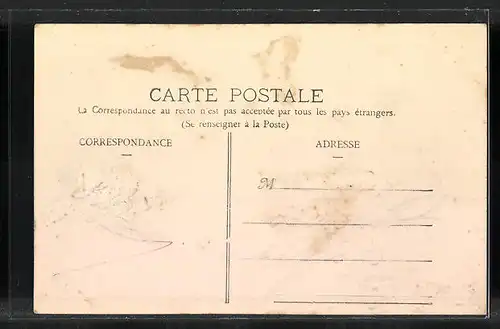 CARTE POSTALE
La Correspondance au recto n'est pas acceptée par tous les pays étrangers.
(Se renseigner à la Poste)
CORRESPONDANCE
ADRESSE
M